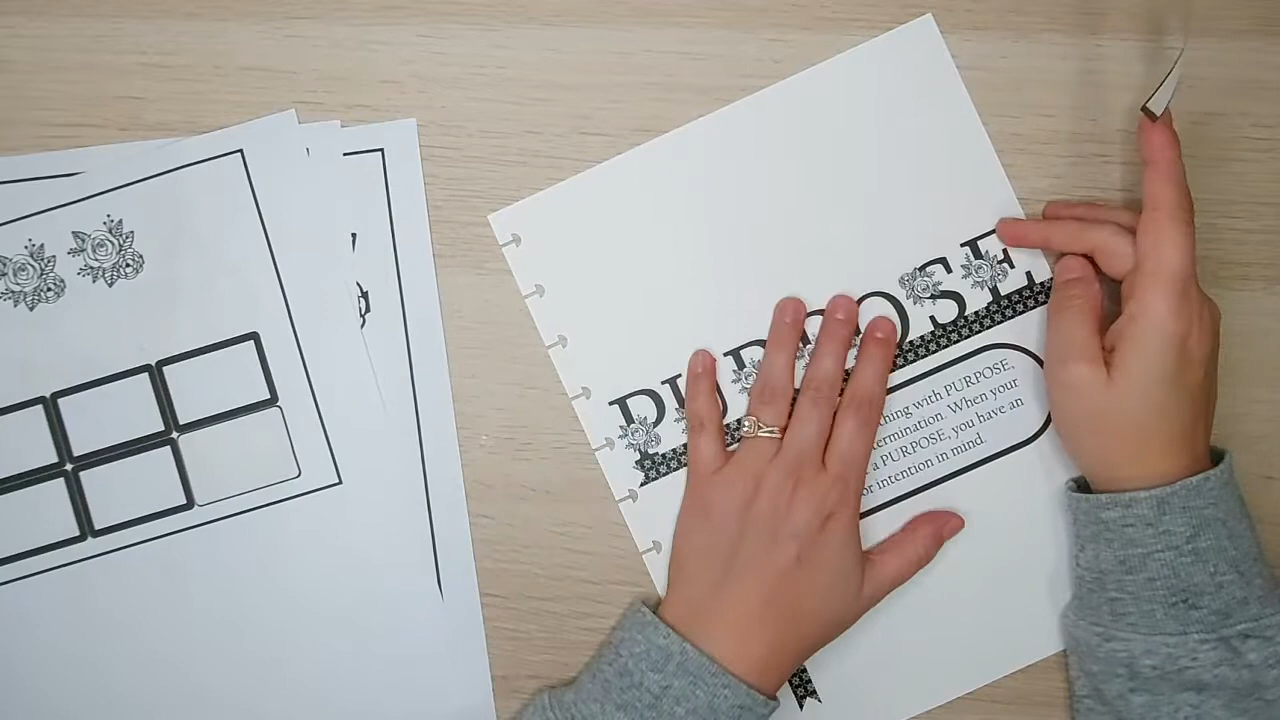 PURPOSE
thing with PURPOSE,
termination. When your
a PURPOSE, you have an
or intention in mind.